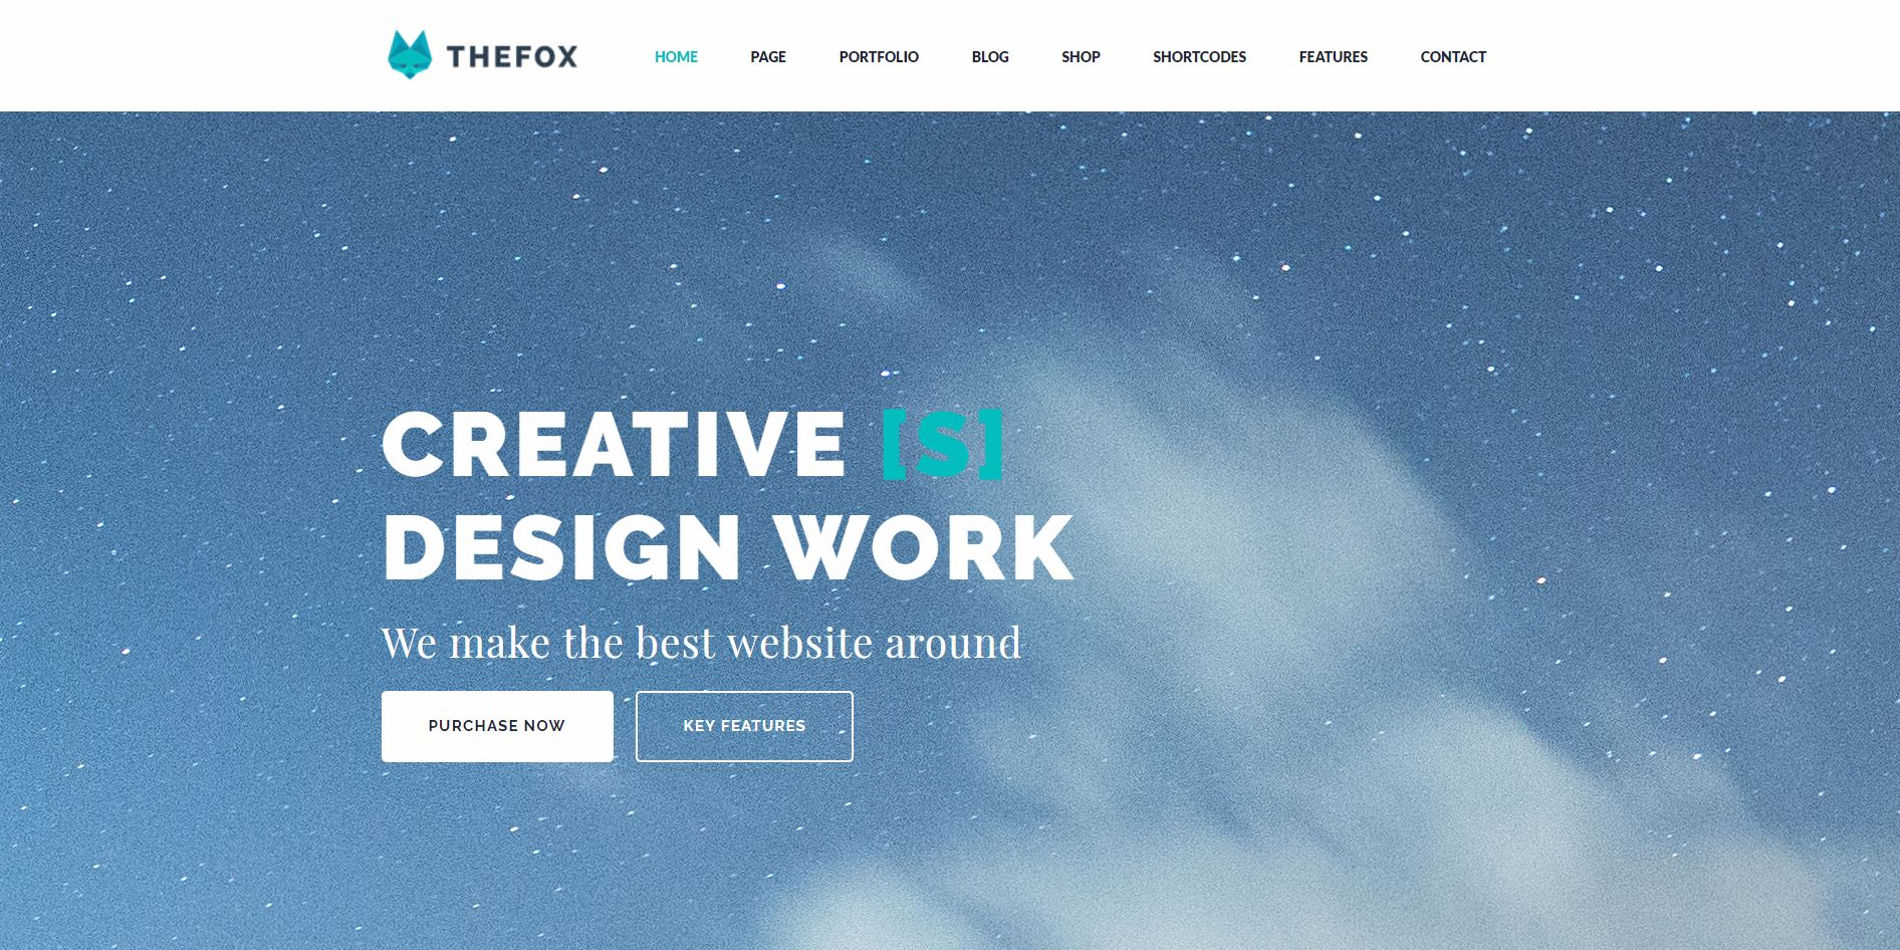 THEFOX
HOME PAGE PORTFOLIO BLOG SHOP SHORTCODES FEATURES CONTACT
CREATIVE [S]
DESIGN WORK
We make the best website around
PURCHASE NOW
KEY FEATURES